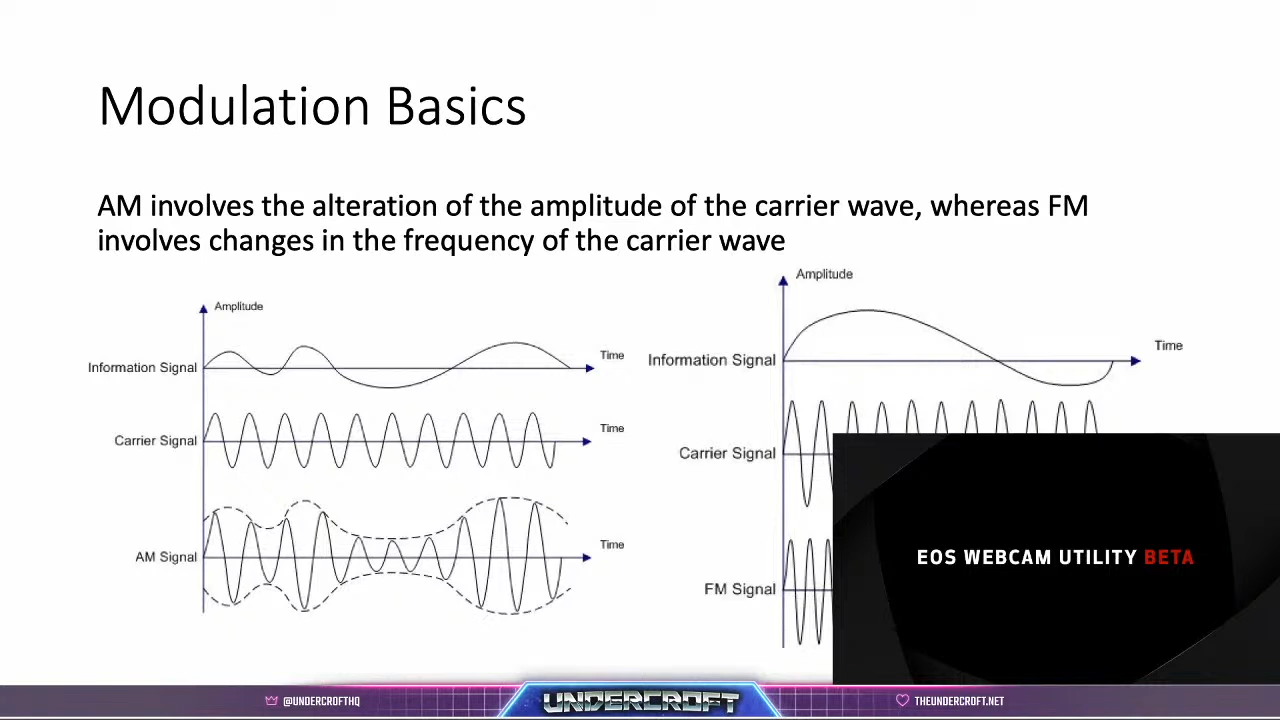 Modulation Basics
AM involves the alteration of the amplitude of the carrier wave, whereas FM
involves changes in the frequency of the carrier wave
Amplitude
Information Signal
Time
Carrier Signal
Time
AM Signal
Time
Amplitude
Information Signal
Time
Carrier Signal
FM Signal
EOS WEBCAM UTILITY BETA
@UNDERCROFTHQ
UNDERCROFT
THEUNDERCROFT.NET